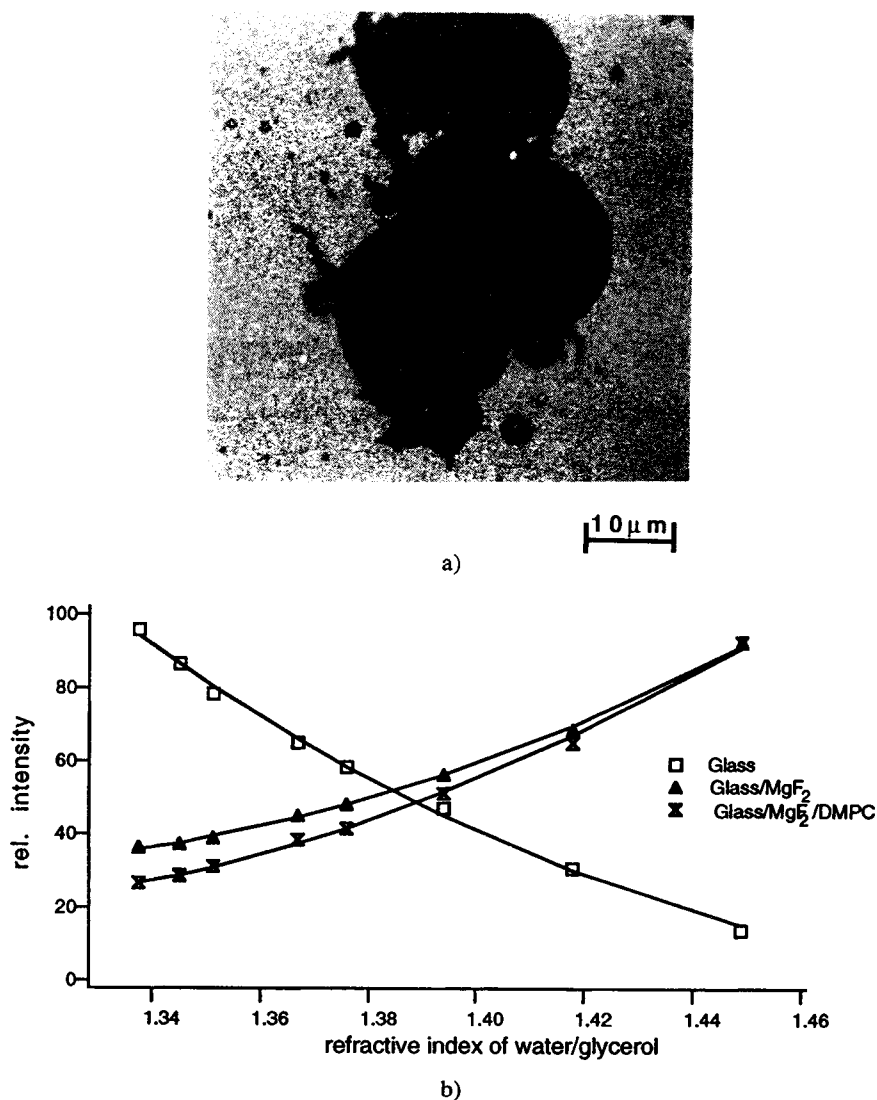 10 μm
a)
100
80
60
40
20
0
rel. intensity
Glass
Glass/MgF2
Glass/MgF2/DMPC
1.34 1.36 1.38 1.40 1.42 1.44 1.46
refractive index of water/glycerol
b)